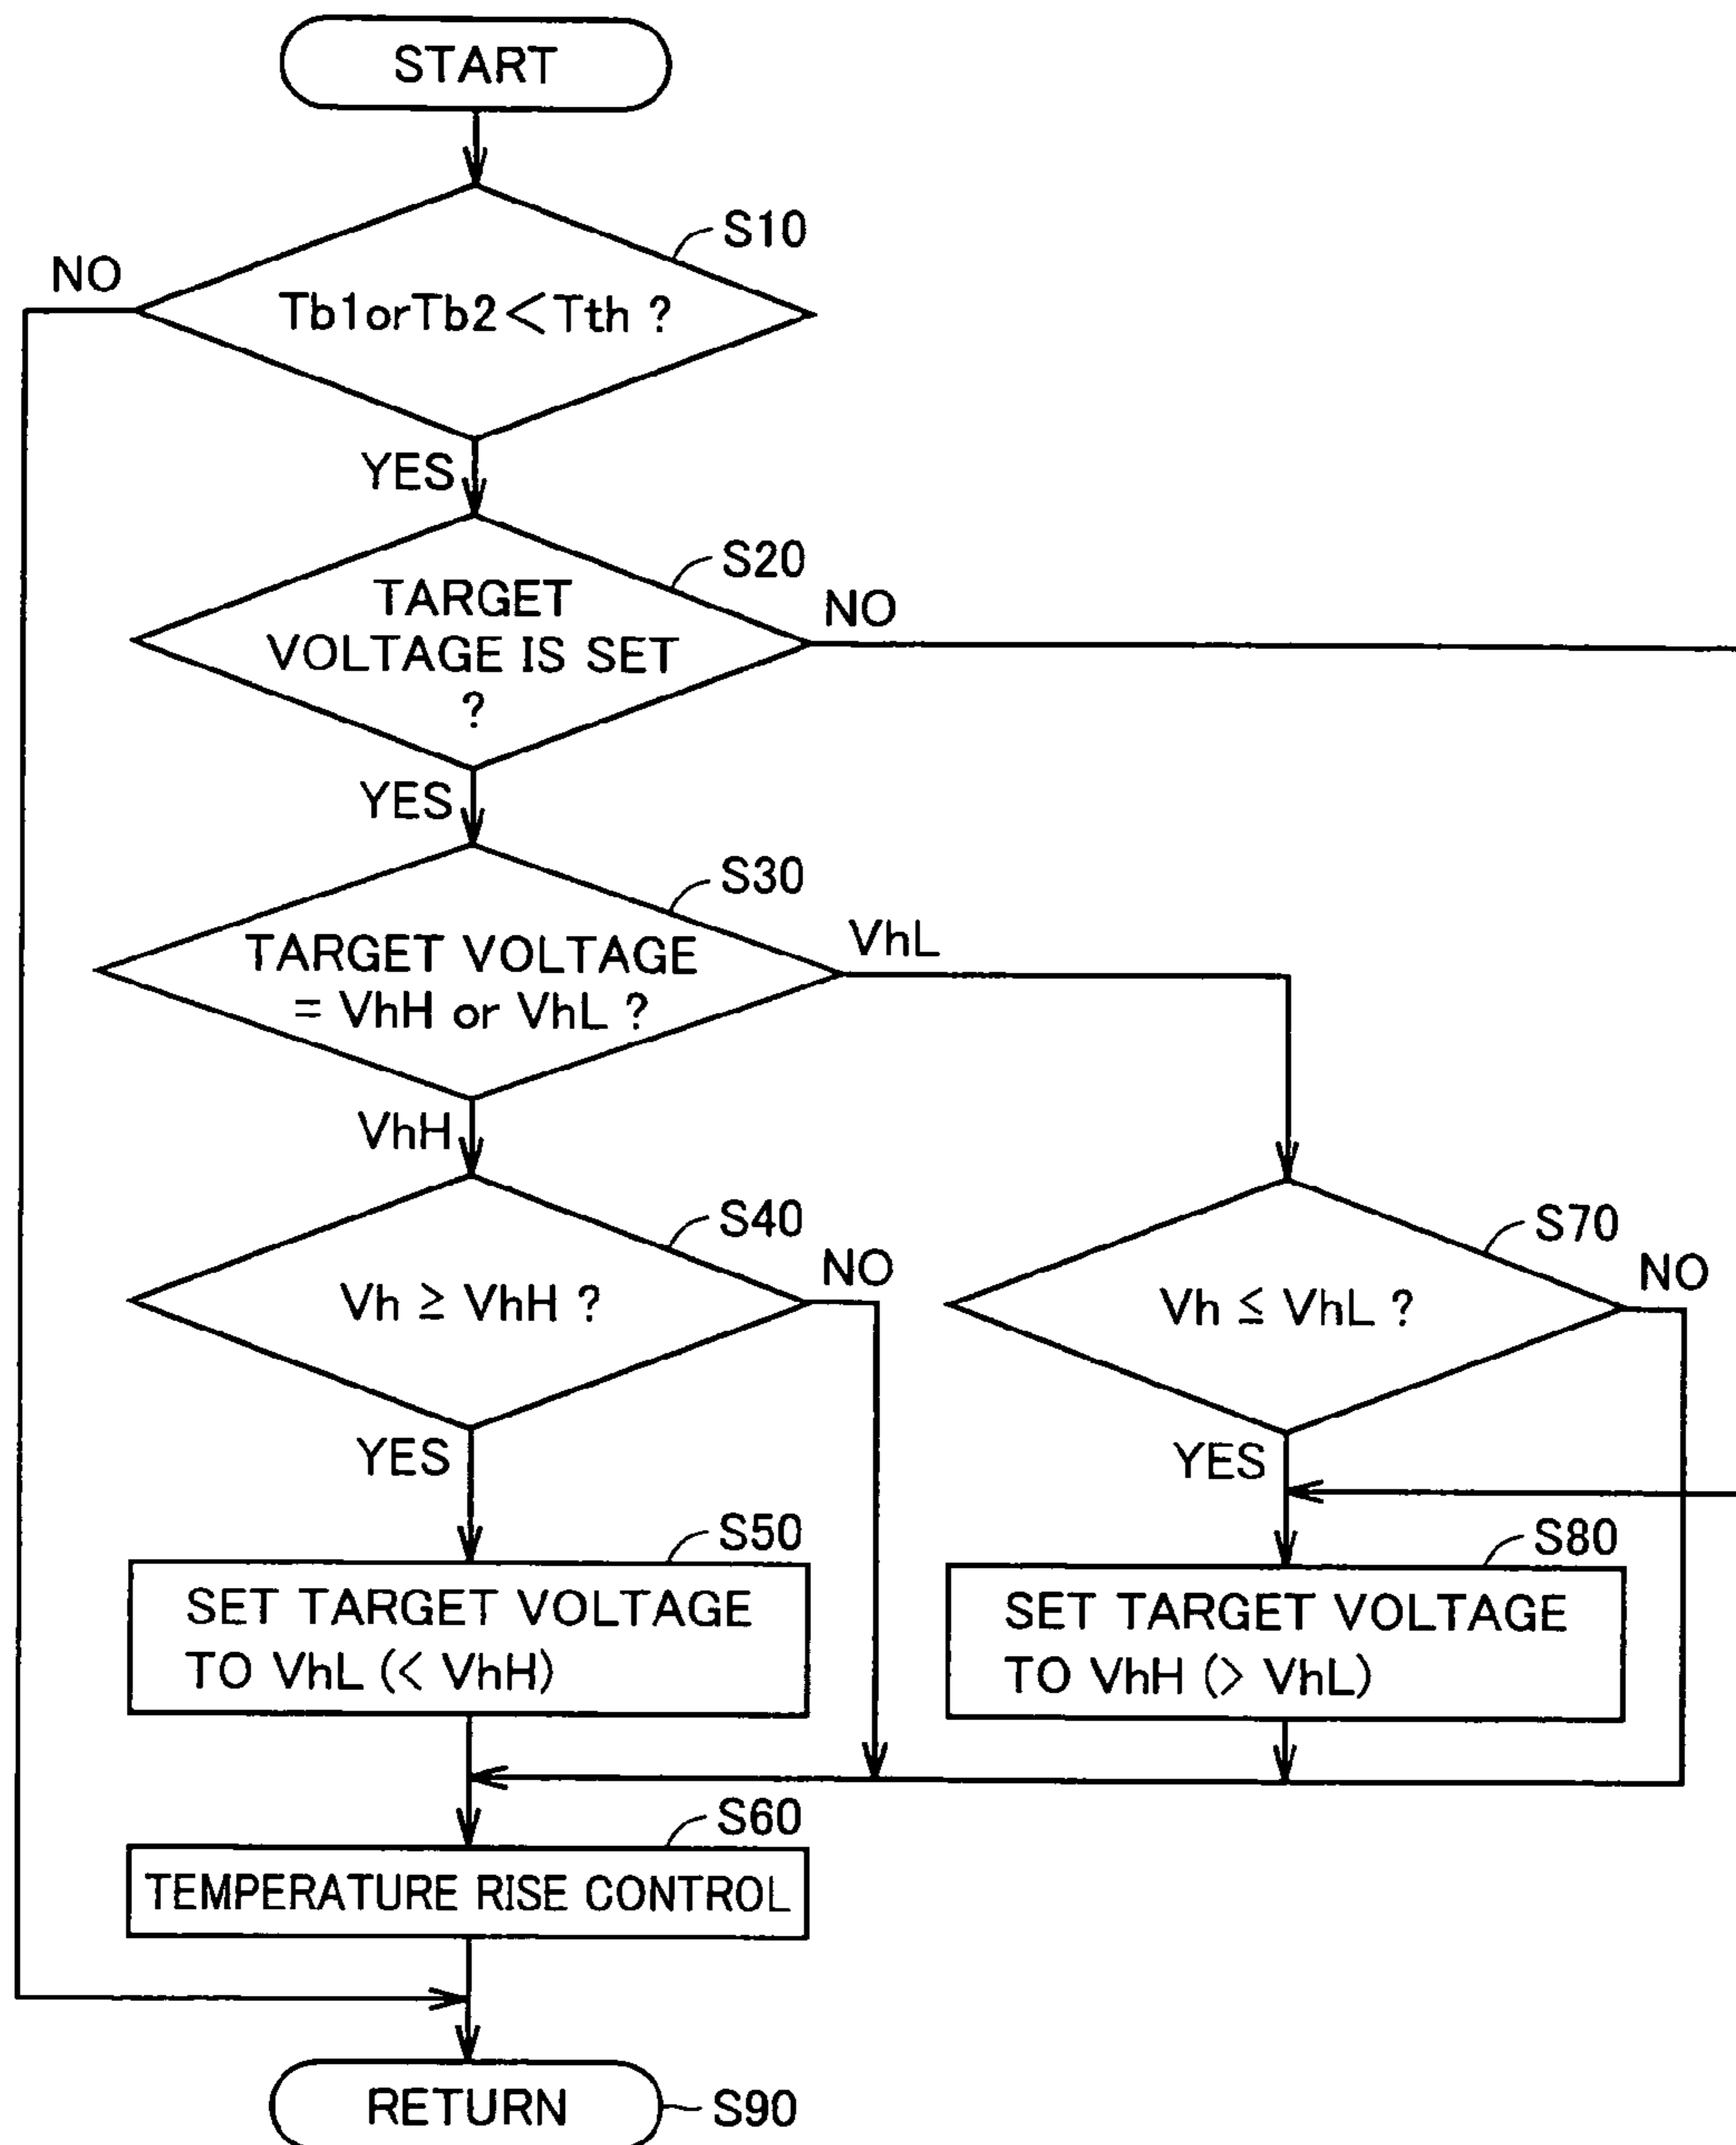 START
S10
NO
Tb1orTb2<Tth ?
YES
S20
TARGET
VOLTAGE IS SET
?
NO
YES
S30
TARGET VOLTAGE
= VhH or VhL ?
VhL
VhH
S40
Vh ≧ VhH ?
NO
S70
Vh ≦ VhL ?
NO
YES
YES
S50
SET TARGET VOLTAGE
TO VhL (< VhH)
S80
SET TARGET VOLTAGE
TO VhH (> VhL)
S60
TEMPERATURE RISE CONTROL
RETURN
S90